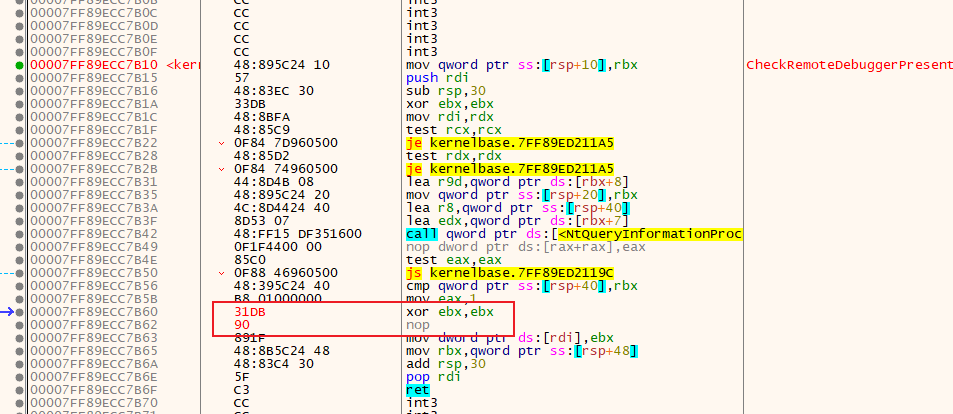 00007FF89ECC7B0B CC int3
00007FF89ECC7B0C CC int3
00007FF89ECC7B0D CC int3
00007FF89ECC7B0E CC int3
00007FF89ECC7B0F CC int3
00007FF89ECC7B10 <kern 48:895C24 10 mov qword ptr ss:[rsp+10],rbx CheckRemoteDebuggerPresent
00007FF89ECC7B15 57 push rdi
00007FF89ECC7B16 48:83EC 30 sub rsp,30
00007FF89ECC7B1A 33DB xor ebx,ebx
00007FF89ECC7B1C 48:8BFA mov rdi,rdx
00007FF89ECC7B1F 48:85C9 test rcx,rcx
00007FF89ECC7B22 0F84 7D960500 je kernelbase.7FF89ED211A5
00007FF89ECC7B28 48:85D2 test rdx,rdx
00007FF89ECC7B2B 0F84 74960500 je kernelbase.7FF89ED211A5
00007FF89ECC7B31 44:8D4B 08 lea r9d,qword ptr ds:[rbx+8]
00007FF89ECC7B35 48:895C24 20 mov qword ptr ss:[rsp+20],rbx
00007FF89ECC7B3A 4C:8D4424 40 lea r8,qword ptr ss:[rsp+40]
00007FF89ECC7B3F 8D53 07 lea edx,qword ptr ds:[rbx+7]
00007FF89ECC7B42 48:FF15 DF351600 call qword ptr ds:[<NtQueryInformationProc
00007FF89ECC7B49 0F1F4400 00 nop dword ptr ds:[rax+rax],eax
00007FF89ECC7B4E 85C0 test eax,eax
00007FF89ECC7B50 0F88 46960500 js kernelbase.7FF89ED2119C
00007FF89ECC7B56 48:395C24 40 cmp qword ptr ss:[rsp+40],rbx
00007FF89ECC7B5B B8 01000000 mov eax,1
00007FF89ECC7B60 31DB xor ebx,ebx
00007FF89ECC7B62 90 nop
00007FF89ECC7B63 891F mov dword ptr ds:[rdi],ebx
00007FF89ECC7B65 48:8B5C24 48 mov rbx,qword ptr ss:[rsp+48]
00007FF89ECC7B6A 48:83C4 30 add rsp,30
00007FF89ECC7B6E 5F pop rdi
00007FF89ECC7B6F C3 ret
00007FF89ECC7B70 CC int3
00007FF89ECC7B71 CC int3